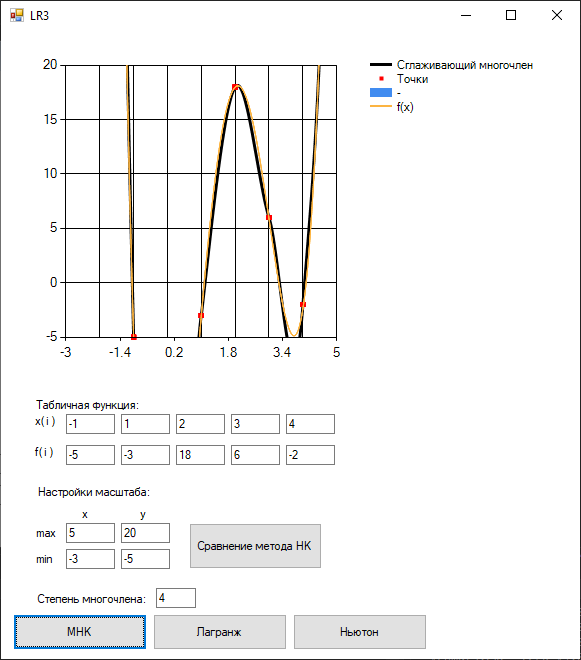 LR3
20
15
10
5
0
-5
-3 -1.4 0.2 1.8 3.4 5
Сглаживающий многочлен
Точки
-
f(x)
Табличная функция:
x(i) -1 1 2 3 4
f(i) -5 -3 18 6 -2
Настройки масштаба:
x y
max 5 20
min -3 -5
Сравнение метода НК
Степень многочлена: 4
МНК Лагранж Ньютон